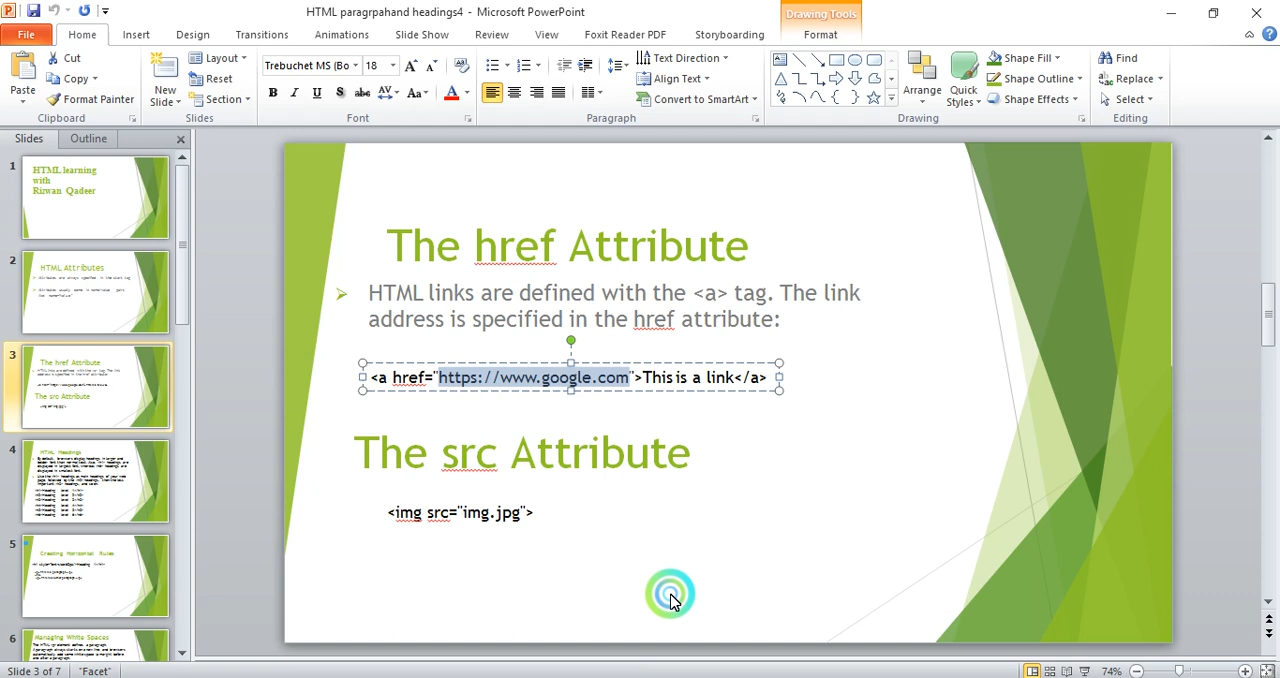 HTML paragrpahand headings4 - Microsoft PowerPoint
Drawing Tools
File
Home
Insert
Design
Transitions
Animations
Slide Show
Review
View
Foxit Reader PDF
Storyboarding
Format
Paste
Cut
Copy
Format Painter
Clipboard
New
Slide
Layout
Reset
Section
Slides
Trebuchet MS (Bo
18
Font
Text Direction
Align Text
Convert to SmartArt
Paragraph
Arrange
Quick
Styles
Shape Fill
Shape Outline
Shape Effects
Drawing
Find
Replace
Select
Editing
Slides
Outline
1
HTML learning
with
Rizwan Qadeer
2
HTML Attributes
3
The href Attribute
The src Attribute
4
HTML Headings
5
Creating Horizontal Rules
6
Managing White Spaces
The href Attribute
HTML links are defined with the <a> tag. The link
address is specified in the href attribute:
<a href="https://www.google.com">This is a link</a>
The src Attribute
<img src="img.jpg">
Slide 3 of 7
"Facet"
74%